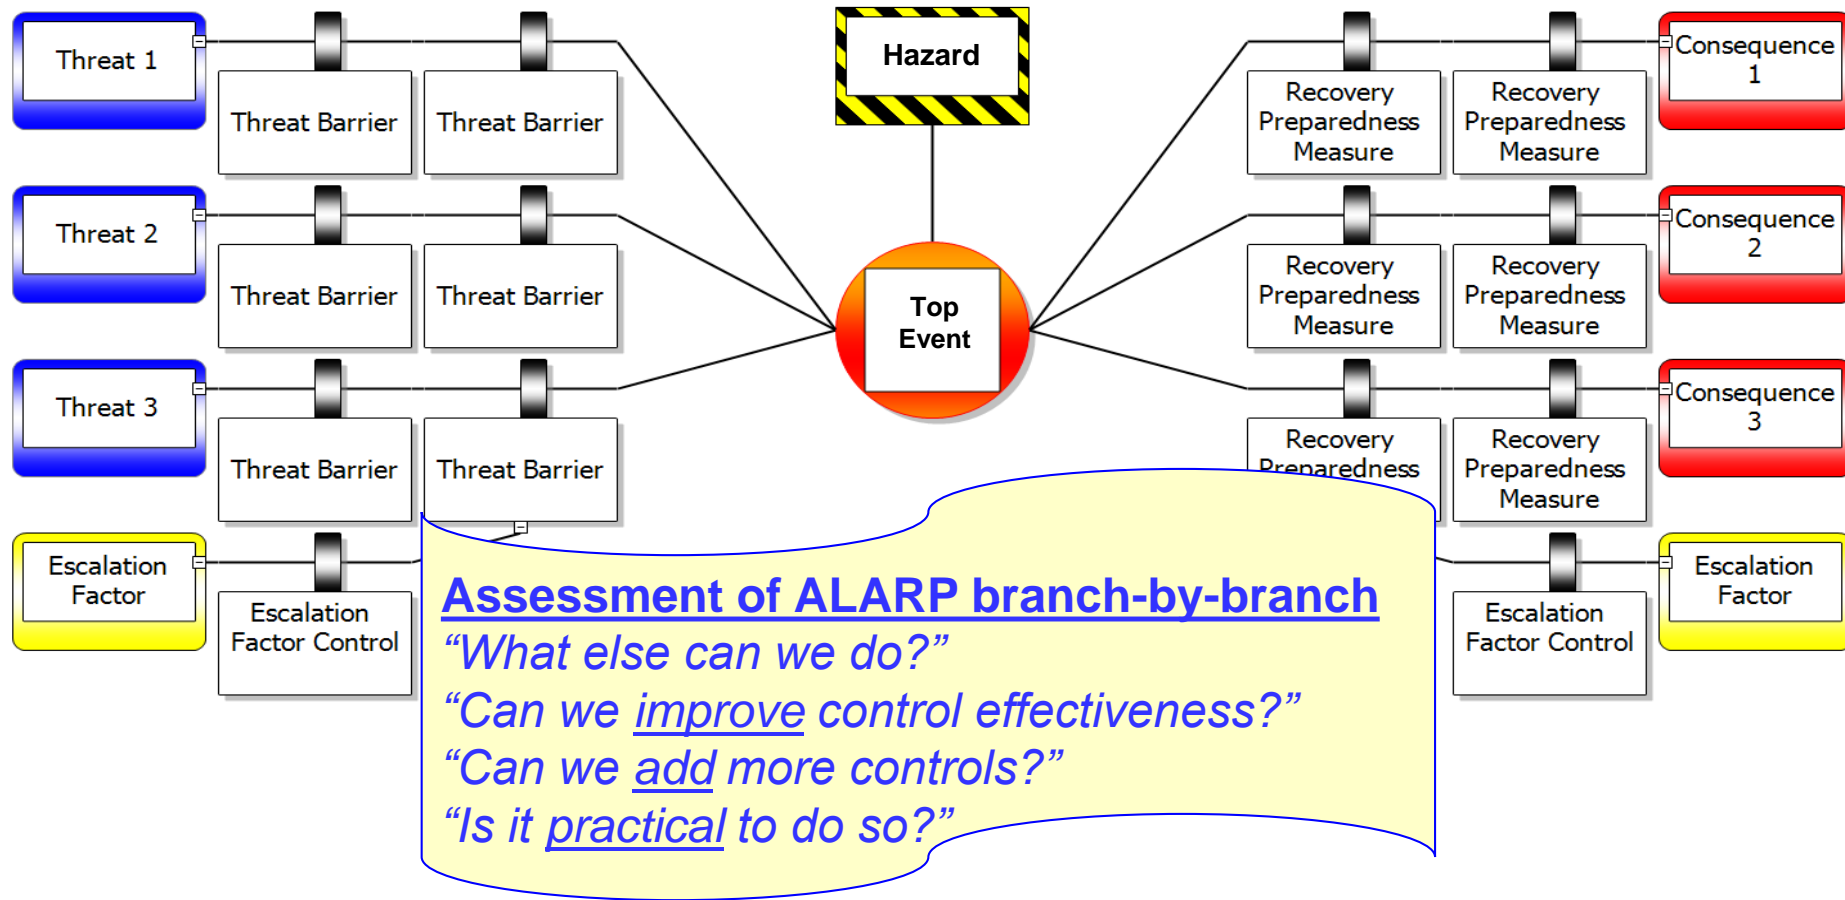 Threat 1
Threat Barrier
Threat Barrier
Hazard
Recovery
Preparedness
Measure
Recovery
Preparedness
Measure
Consequence
1
Threat 2
Threat Barrier
Threat Barrier
Top
Event
Recovery
Preparedness
Measure
Recovery
Preparedness
Measure
Consequence
2
Threat 3
Threat Barrier
Threat Barrier
Recovery
Preparedness
Recovery
Preparedness
Measure
Consequence
3
Escalation
Factor
Escalation
Factor Control
Escalation
Factor Control
Escalation
Factor
Assessment of ALARP branch-by-branch
“What else can we do?”
“Can we improve control effectiveness?”
“Can we add more controls?”
“Is it practical to do so?”